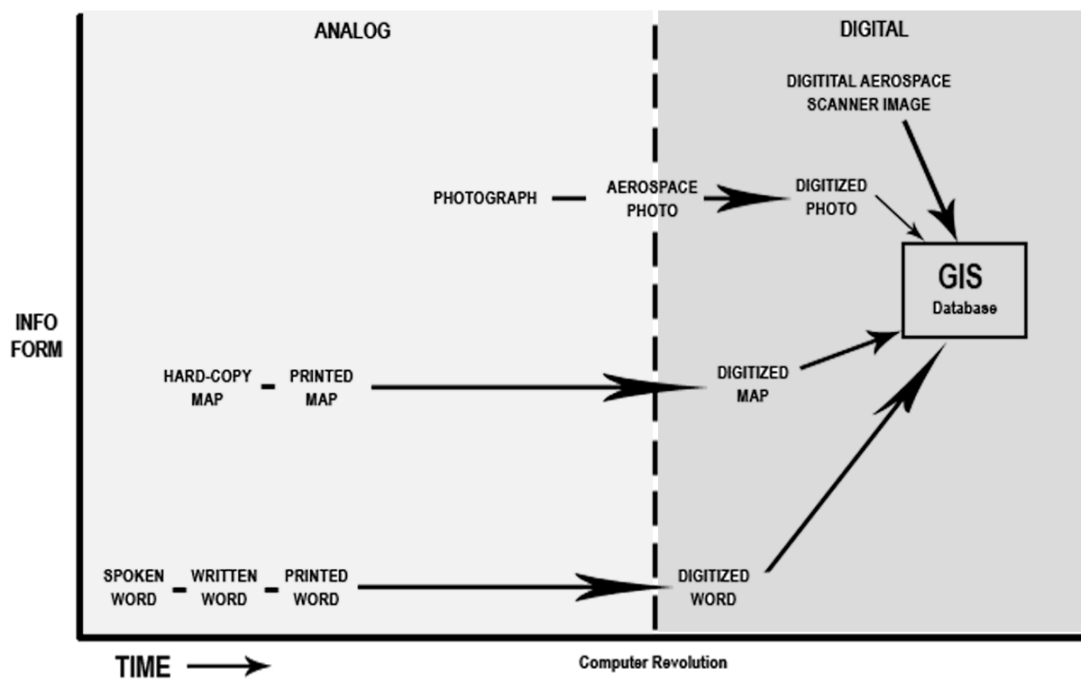 ANALOG
DIGITAL
DIGITITAL AEROSPACE
SCANNER IMAGE
PHOTOGRAPH
AEROSPACE
PHOTO
DIGITIZED
PHOTO
GIS
Database
INFO
FORM
HARD-COPY
MAP
PRINTED
MAP
DIGITIZED
MAP
SPOKEN
WORD
WRITTEN
WORD
PRINTED
WORD
DIGITIZED
WORD
TIME
Computer Revolution